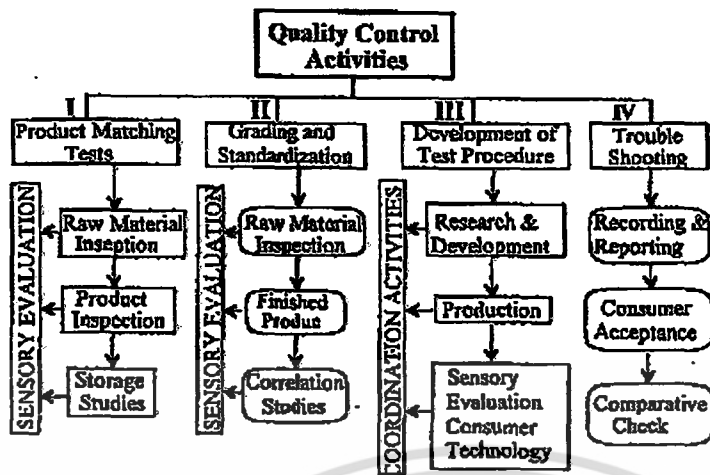 Quality Control
Activities
I
Product Matching
Tests
SENSORY EVALUATION
Raw Material
Inseption
Product
Inspection
Storage
Studies
II
Grading and
Standardization
SENSORY EVALUATION
Raw Material
Inspection
Finished
Produc
Correlation
Studies
III
Development of
Test Procedure
COORDINATION ACTIVITIES
Research &
Development
Production
Sensory
Evaluation
Consumer
Technology
IV
Trouble
Shooting
Recording &
Reporting
Consumer
Acceptance
Comparative
Check